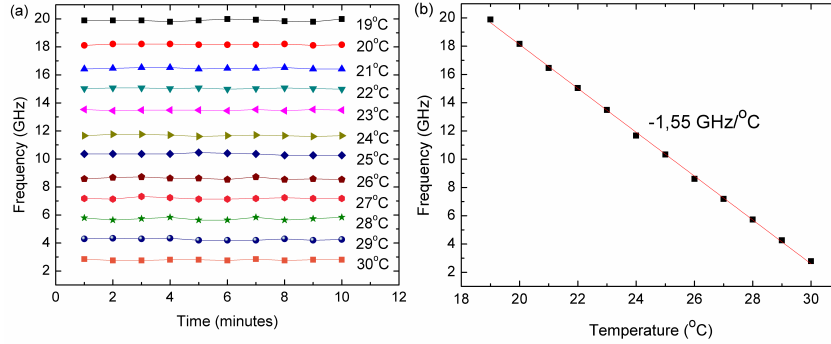 (a)
20
18
16
14
12
10
8
6
4
2
Frequency (GHz)
19°C
20°C
21°C
22°C
23°C
24°C
25°C
26°C
27°C
28°C
29°C
30°C
0 2 4 6 8 10 12
Time (minutes)
(b)
20
18
16
14
12
10
8
6
4
2
Frequency (GHz)
-1,55 GHz/°C
18 20 22 24 26 28 30
Temperature (°C)